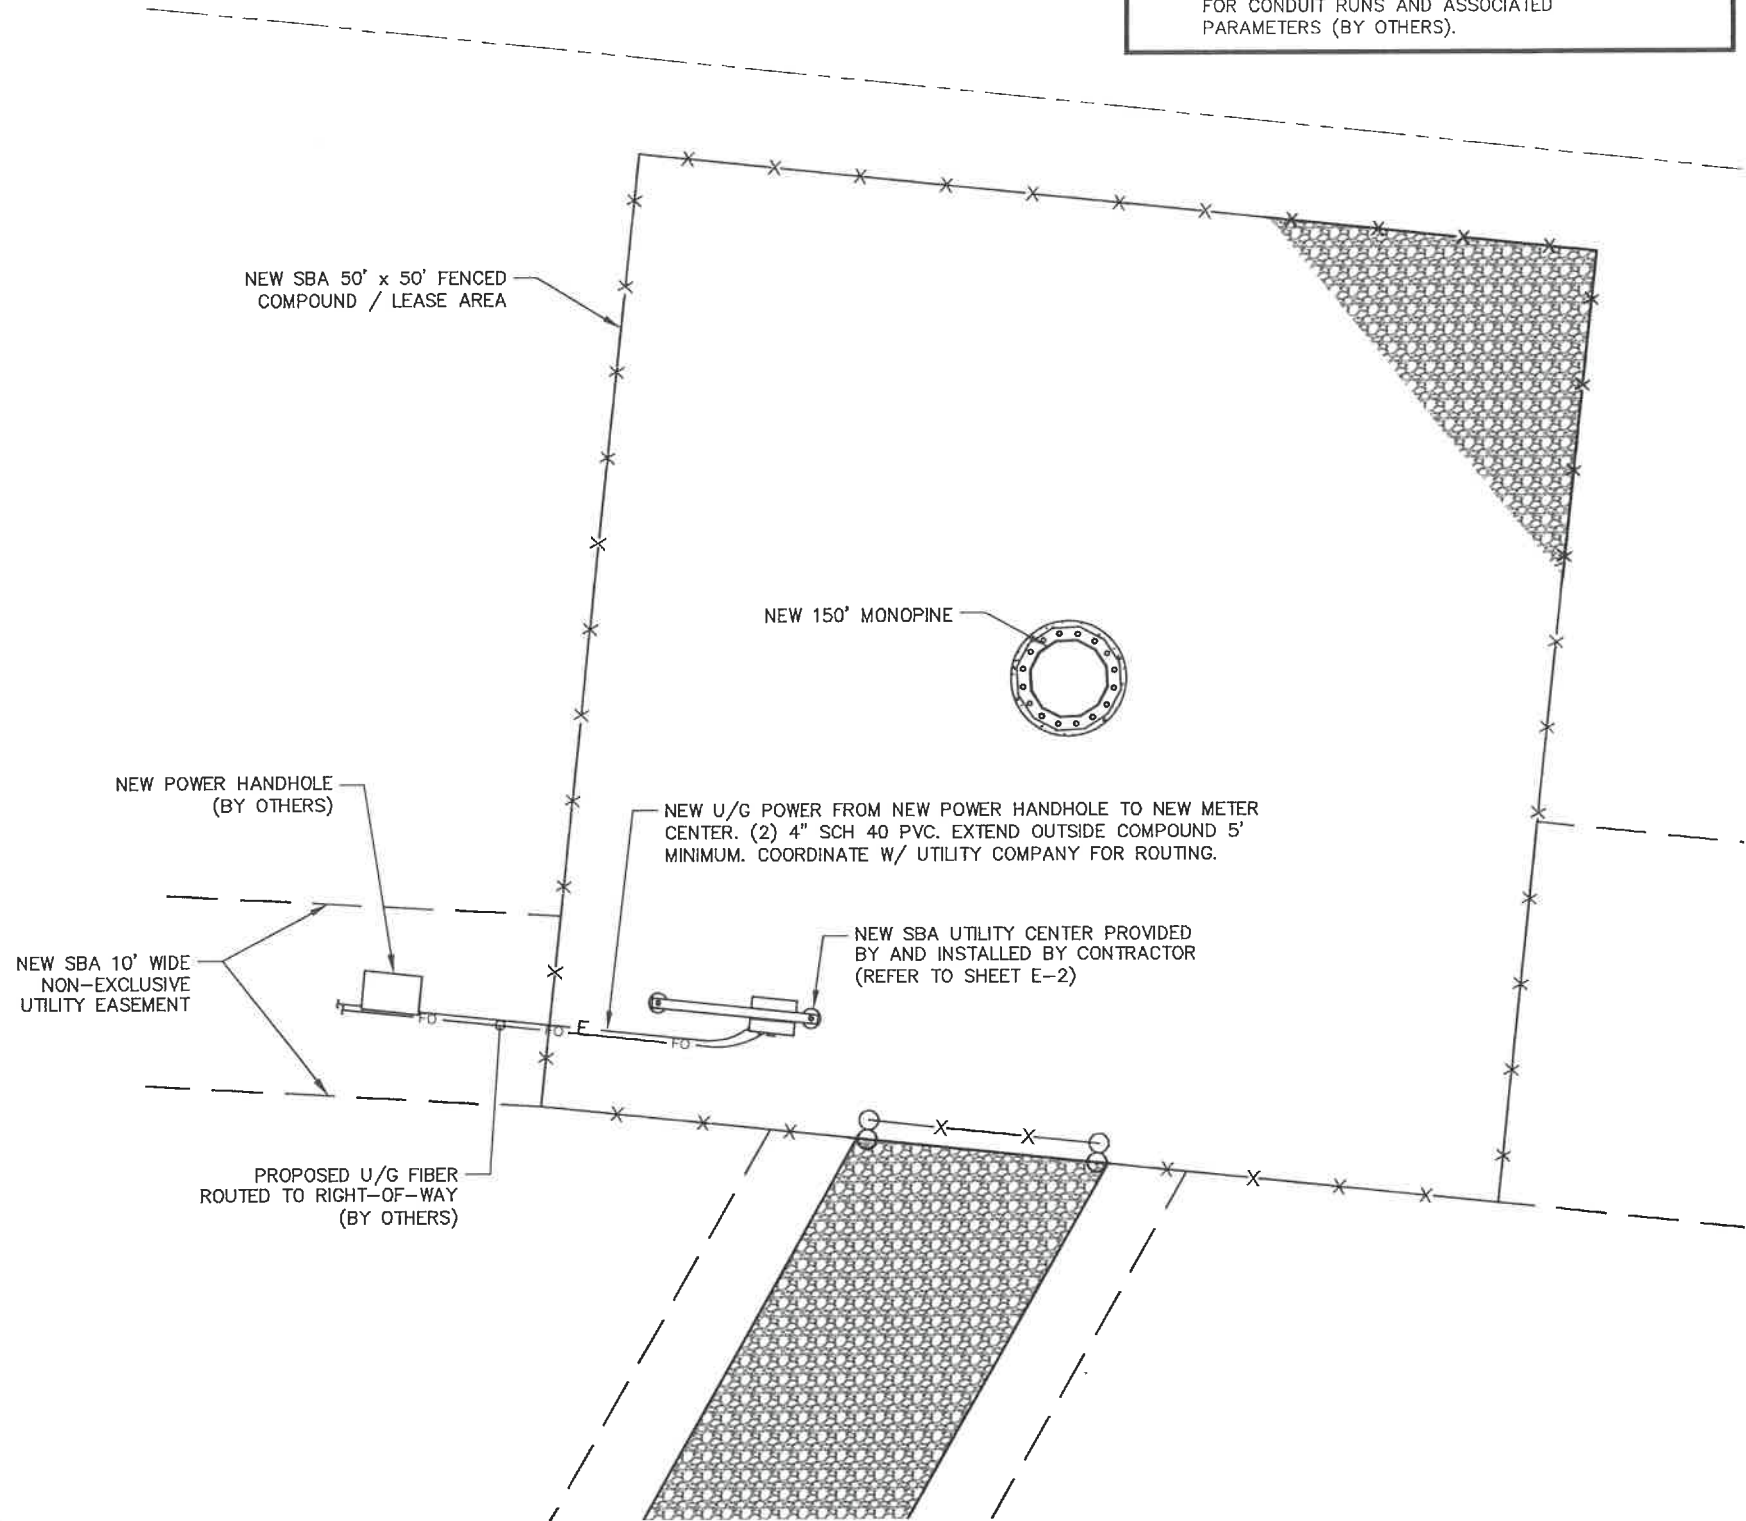 FOR CONDUIT RUNS AND ASSOCIATED
PARAMETERS (BY OTHERS).
NEW SBA 50' x 50' FENCED
COMPOUND / LEASE AREA
NEW 150' MONOPINE
NEW POWER HANDHOLE
(BY OTHERS)
NEW U/G POWER FROM NEW POWER HANDHOLE TO NEW METER
CENTER. (2) 4" SCH 40 PVC. EXTEND OUTSIDE COMPOUND 5'
MINIMUM. COORDINATE W/ UTILITY COMPANY FOR ROUTING.
NEW SBA UTILITY CENTER PROVIDED
BY AND INSTALLED BY CONTRACTOR
(REFER TO SHEET E-2)
NEW SBA 10' WIDE
NON-EXCLUSIVE
UTILITY EASEMENT
FO
FO
E
FO
PROPOSED U/G FIBER
ROUTED TO RIGHT-OF-WAY
(BY OTHERS)